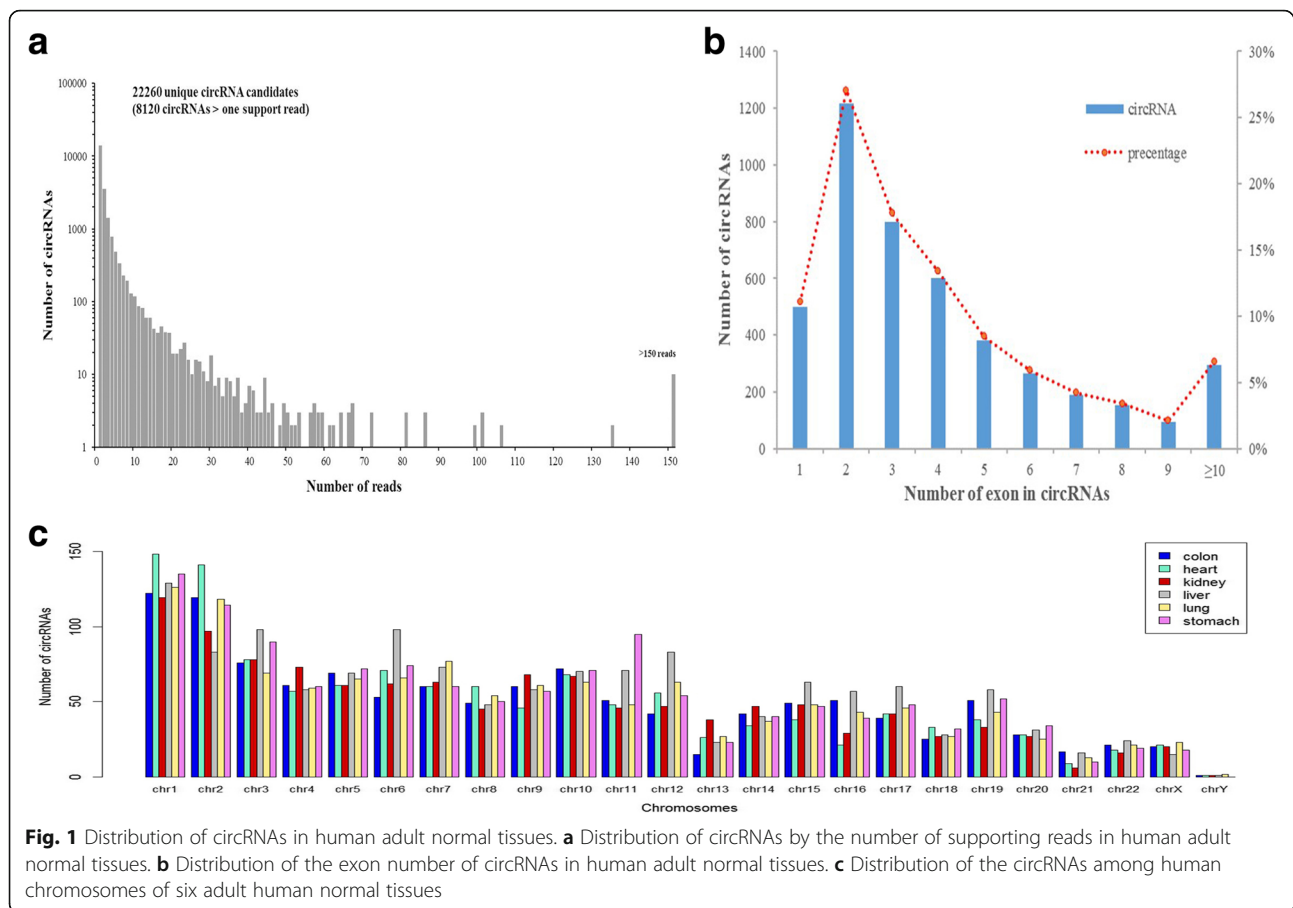 a
100000
10000
1000
100
10
1
Number of circRNAs
22260 unique circRNA candidates
(8120 circRNAs > one support read)
>150 reads
0 10 20 30 40 50 60 70 80 90 100 110 120 130 140 150
Number of reads
b
1400
1200
1000
800
600
400
200
0
Number of circRNAs
circRNA
precentage
30%
25%
20%
15%
10%
5%
0%
1 2 3 4 5 6 7 8 9 ≥10
Number of exon in circRNAs
c
150
100
50
0
Number of circRNAs
colon
heart
kidney
liver
lung
stomach
chr1 chr2 chr3 chr4 chr5 chr6 chr7 chr8 chr9 chr10 chr11 chr12 chr13 chr14 chr15 chr16 chr17 chr18 chr19 chr20 chr21 chr22 chrX chrY
Chromosomes
Fig. 1 Distribution of circRNAs in human adult normal tissues. a Distribution of circRNAs by the number of supporting reads in human adult
normal tissues. b Distribution of the exon number of circRNAs in human adult normal tissues. c Distribution of the circRNAs among human
chromosomes of six adult human normal tissues